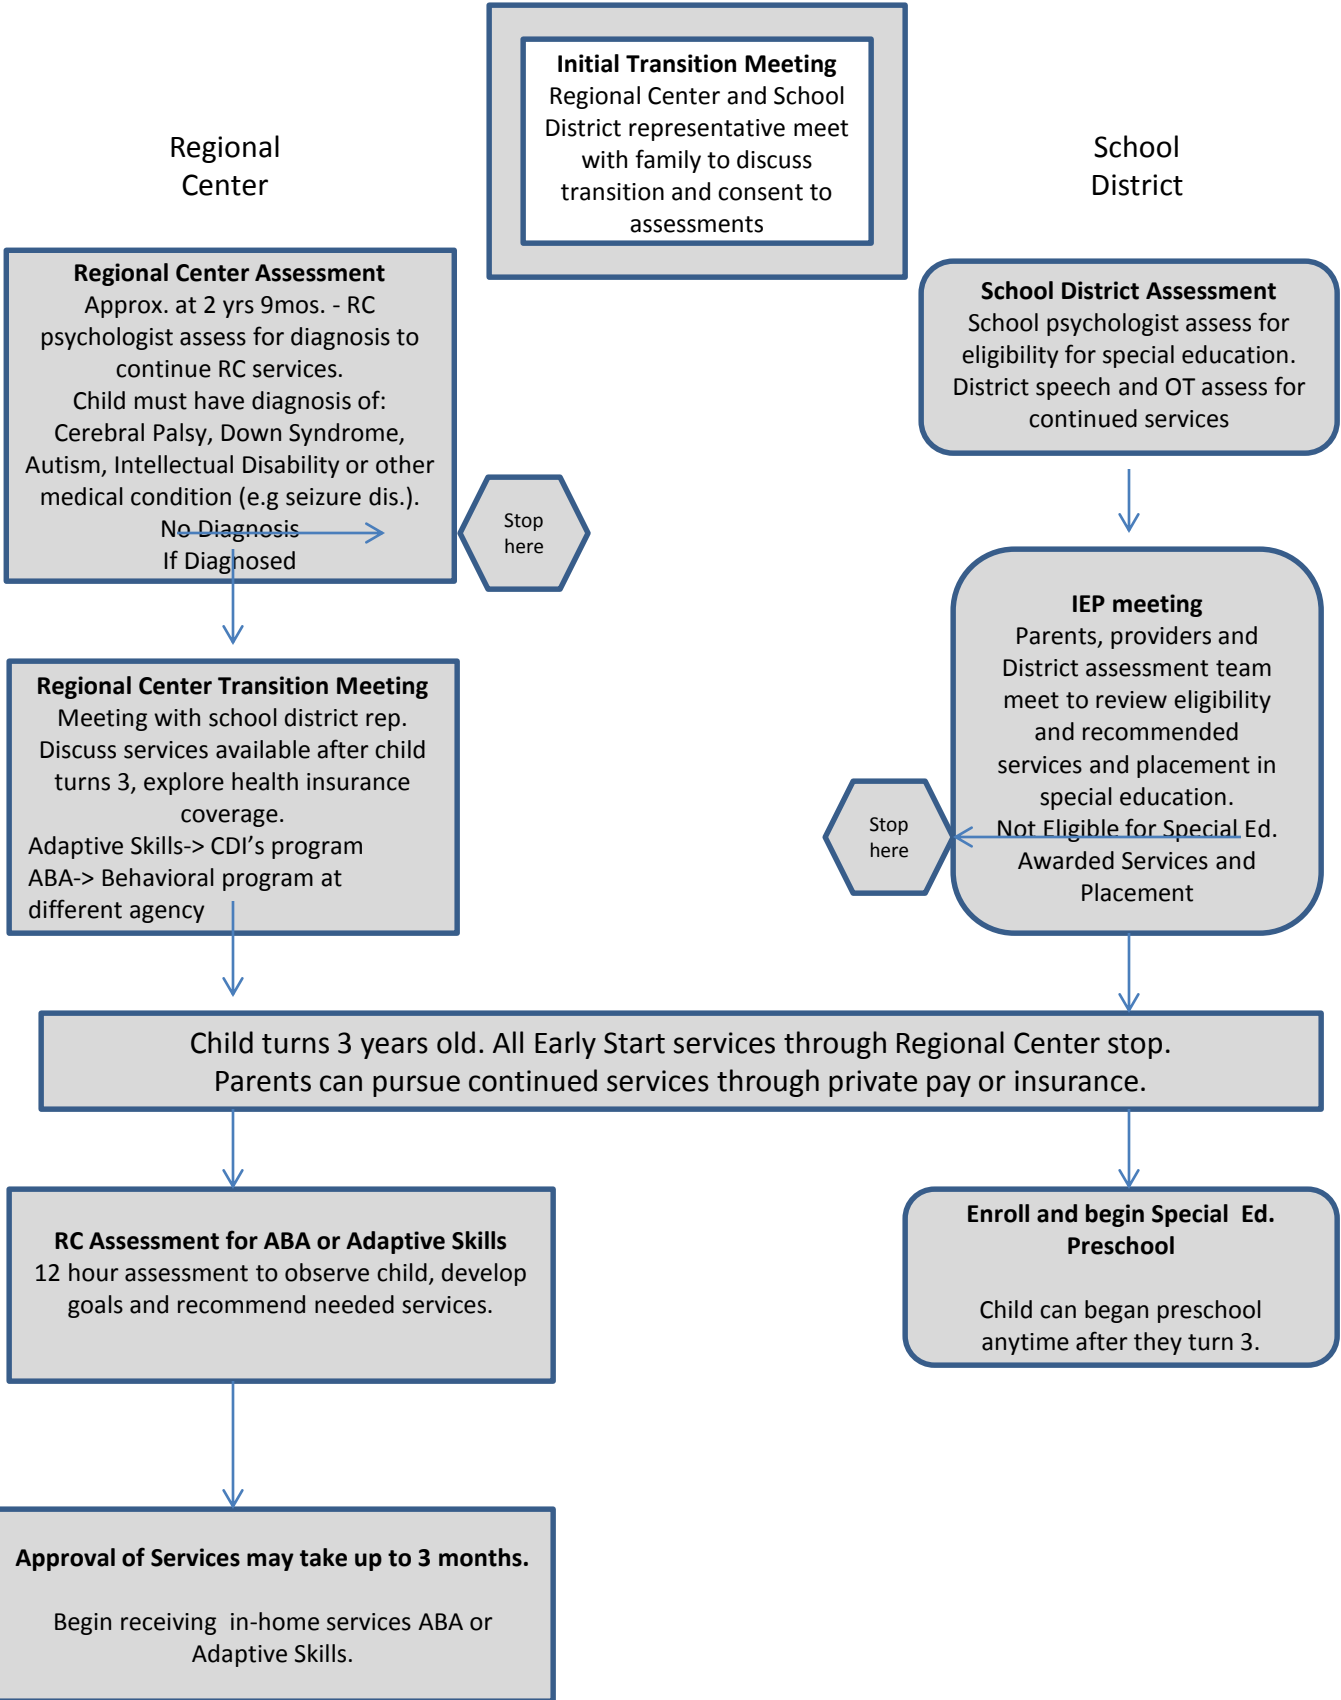 Initial Transition Meeting
Regional Center and School
District representative meet
with family to discuss
transition and consent to
assessments
Regional
Center
School
District
Regional Center Assessment
Approx. at 2 yrs 9mos. - RC
psychologist assess for diagnosis to
continue RC services.
Child must have diagnosis of:
Cerebral Palsy, Down Syndrome,
Autism, Intellectual Disability or other
medical condition (e.g seizure dis.).
No Diagnosis
If Diagnosed
Stop
here
School District Assessment
School psychologist assess for
eligibility for special education.
District speech and OT assess for
continued services
Regional Center Transition Meeting
Meeting with school district rep.
Discuss services available after child
turns 3, explore health insurance
coverage.
Adaptive Skills-> CDI’s program
ABA-> Behavioral program at
different agency
IEP meeting
Parents, providers and
District assessment team
meet to review eligibility
and recommended
services and placement in
special education.
Not Eligible for Special Ed.
Awarded Services and
Placement
Stop
here
Child turns 3 years old. All Early Start services through Regional Center stop.
Parents can pursue continued services through private pay or insurance.
RC Assessment for ABA or Adaptive Skills
12 hour assessment to observe child, develop
goals and recommend needed services.
Enroll and begin Special Ed.
Preschool
Child can began preschool
anytime after they turn 3.
Approval of Services may take up to 3 months.
Begin receiving in-home services ABA or
Adaptive Skills.